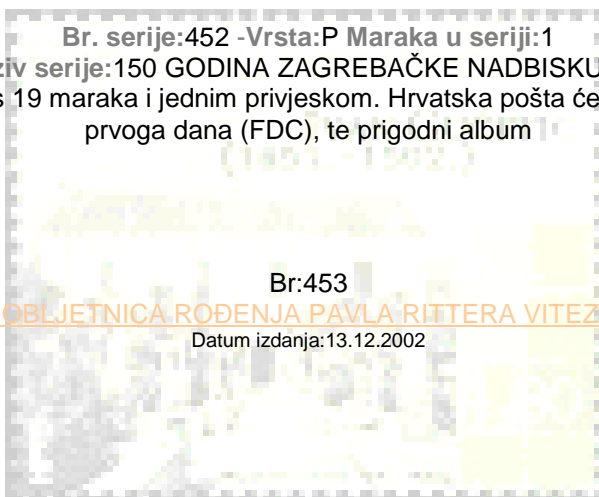 Br. serije:452 -Vrsta:P Maraka u seriji:1
ziv serije:150 GODINA ZAGREBAČKE NADBISKU
s 19 maraka i jednim privjeskom. Hrvatska pošta će
prvoga dana (FDC), te prigodni album
Br:453
OBLJETNICA ROĐENJA PAVLA RITTERA VITEZ
Datum izdanja:13.12.2002